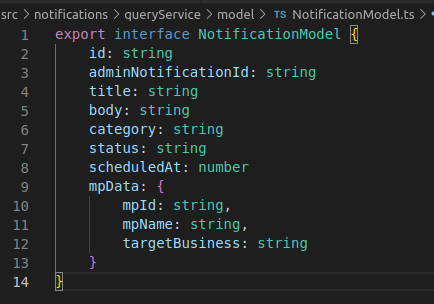 src › notifications › queryService › model › TS NotificationModel.ts ›
1 export interface NotificationModel {
2 id: string
3 adminNotificationId: string
4 title: string
5 body: string
6 category: string
7 status: string
8 scheduledAt: number
9 mpData: {
10 mpId: string,
11 mpName: string,
12 targetBusiness: string
13 }
14 }